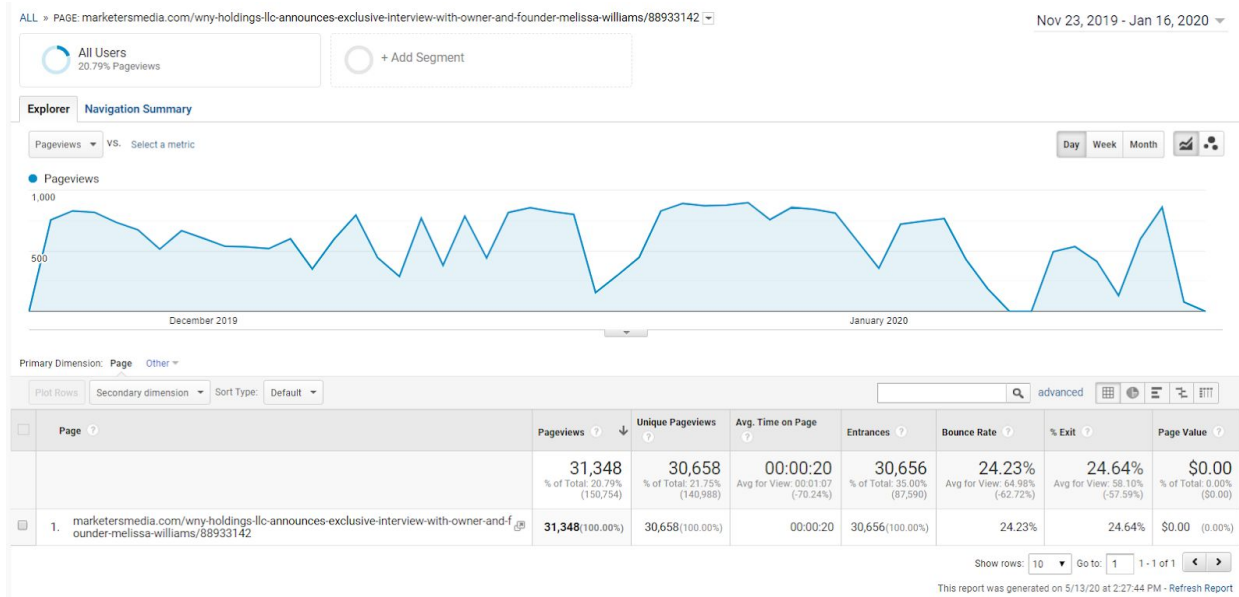 ALL » PAGE: marketersmedia.com/wny-holdings-llc-announces-exclusive-interview-with-owner-and-founder-melissa-williams/88933142
Nov 23, 2019 - Jan 16, 2020
All Users
20.79% Pageviews
+ Add Segment
Explorer Navigation Summary
Pageviews VS. Select a metric
Day Week Month
Pageviews
1,000
500
December 2019 January 2020
Primary Dimension: Page Other
Plot Rows Secondary dimension Sort Type: Default advanced
Page ? Pageviews ? Unique Pageviews ? Avg. Time on Page ? Entrances ? Bounce Rate ? % Exit ? Page Value ?
31,348 30,658 00:00:20 30,656 24.23% 24.64% $0.00
% of Total: 20.79% % of Total: 21.75% Avg for View: 00:01:07 % of Total: 35.00% Avg for View: 64.98% Avg for View: 58.10% % of Total: 0.00%
(150,754) (140,988) (-70.24%) (87,590) (-62.72%) (-57.59%) ($0.00)
1. marketersmedia.com/wny-holdings-llc-announces-exclusive-interview-with-owner-and-f
ounder-melissa-williams/88933142
31,348(100.00%) 30,658(100.00%) 00:00:20 30,656(100.00%) 24.23% 24.64% $0.00 (0.00%)
Show rows: 10 Go to: 1 1 - 1 of 1
This report was generated on 5/13/20 at 2:27:44 PM - Refresh Report